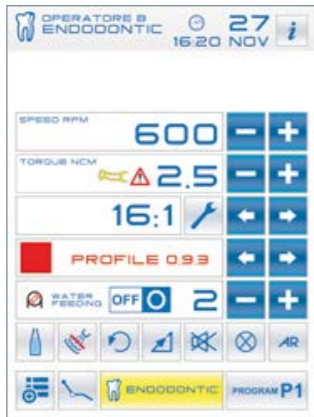 OPERATORE B
ENDODONTIC
16:20
27
NOV
i
SPEED RPM
600
TORQUE NCM
2.5
16:1
PROFILE 0.9.3
WATER
FEEDING
OFF
2
AR
ENDODONTIC
PROGRAM P1